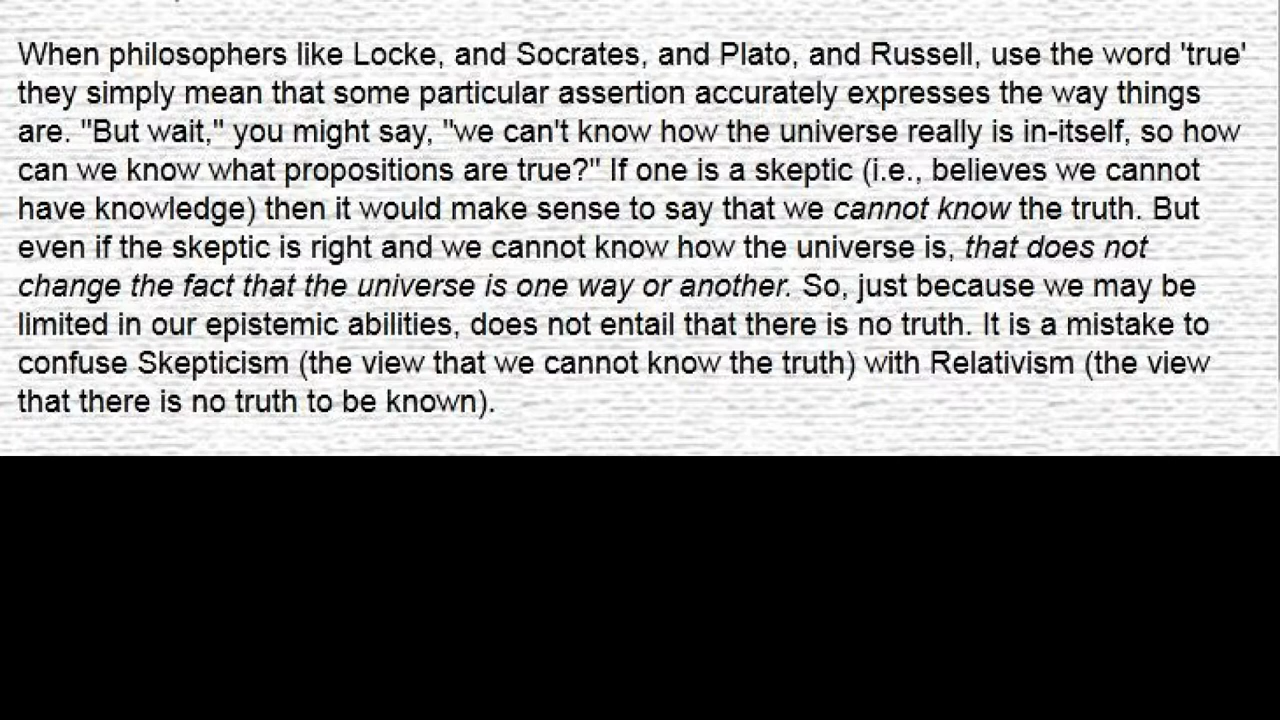 When philosophers like Locke, and Socrates, and Plato, and Russell, use the word 'true'
they simply mean that some particular assertion accurately expresses the way things
are. "But wait," you might say, "we can't know how the universe really is in-itself, so how
can we know what propositions are true?" If one is a skeptic (i.e., believes we cannot
have knowledge) then it would make sense to say that we cannot know the truth. But
even if the skeptic is right and we cannot know how the universe is, that does not
change the fact that the universe is one way or another. So, just because we may be
limited in our epistemic abilities, does not entail that there is no truth. It is a mistake to
confuse Skepticism (the view that we cannot know the truth) with Relativism (the view
that there is no truth to be known).